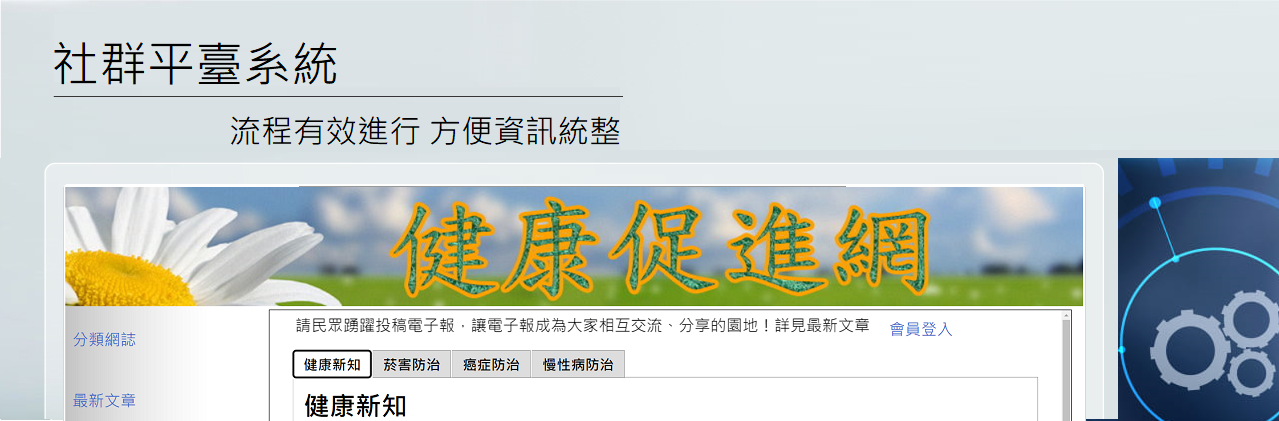 社群平臺系統
流程有效進行 方便資訊統整
健康促進網
請民眾踴躍投稿電子報，讓電子報成為大家相互交流、分享的園地！詳見最新文章 會員登入
分類網誌
健康新知 菸害防治 癌症防治 慢性病防治
最新文章
健康新知